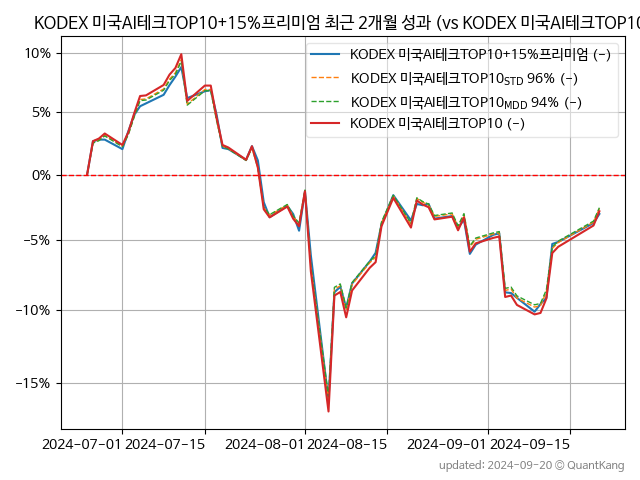 KODEX 미국AI테크TOP10+15%프리미엄 최근 2개월 성과 (vs KODEX 미국AI테크TOP10
KODEX 미국AI테크TOP10+15%프리미엄 (−)
KODEX 미국AI테크TOP10STD 96% (−)
KODEX 미국AI테크TOP10MDD 94% (−)
KODEX 미국AI테크TOP10 (−)
10%
5%
0%
−5%
−10%
−15%
2024-07-01 2024-07-15 2024-08-01 2024-08-15 2024-09-01 2024-09-15
updated: 2024-09-20 © QuantKang